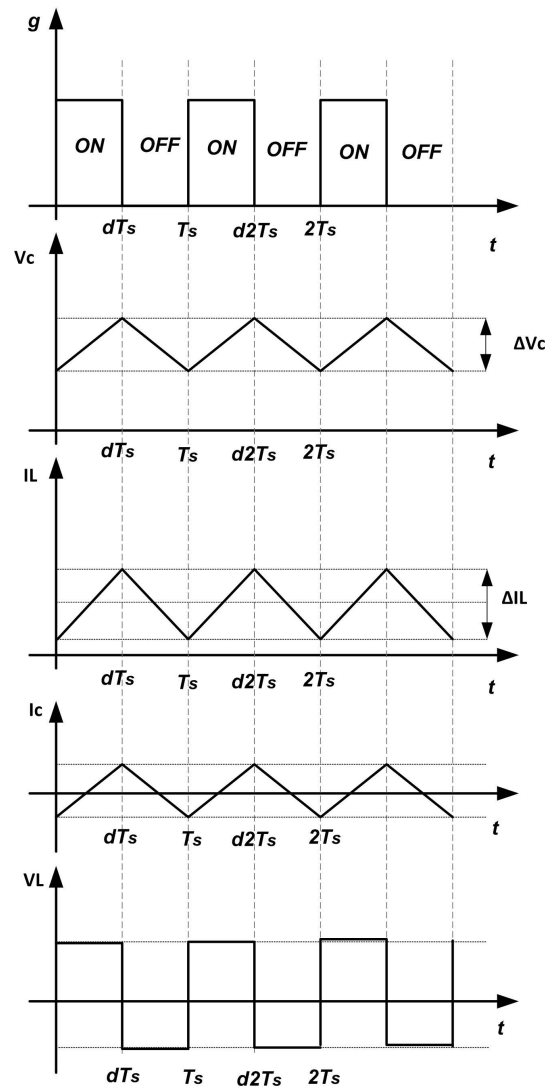 g
ON OFF ON OFF ON OFF
dTs Ts d2Ts 2Ts
t
Vc
ΔVc
dTs Ts d2Ts 2Ts
t
IL
ΔIL
dTs Ts d2Ts 2Ts
t
Ic
dTs Ts d2Ts 2Ts
t
VL
t
dTs Ts d2Ts 2Ts